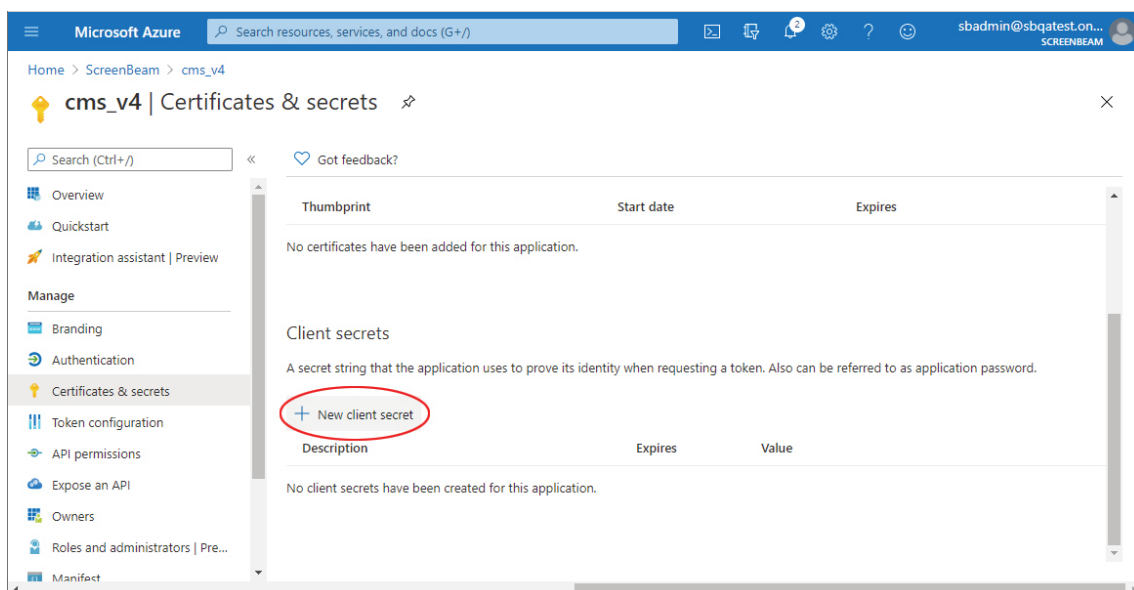 Microsoft Azure
Search resources, services, and docs (G+/)
2
sbadmin@sbqatest.on...
SCREENBEAM
Home > ScreenBeam > cms_v4
cms_v4 | Certificates & secrets
Search (Ctrl+/)
Got feedback?
Overview
Quickstart
Integration assistant | Preview
Manage
Branding
Authentication
Certificates & secrets
Token configuration
API permissions
Expose an API
Owners
Roles and administrators | Pre...
Manifest
Thumbprint Start date Expires
No certificates have been added for this application.
Client secrets
A secret string that the application uses to prove its identity when requesting a token. Also can be referred to as application password.
New client secret
Description Expires Value
No client secrets have been created for this application.